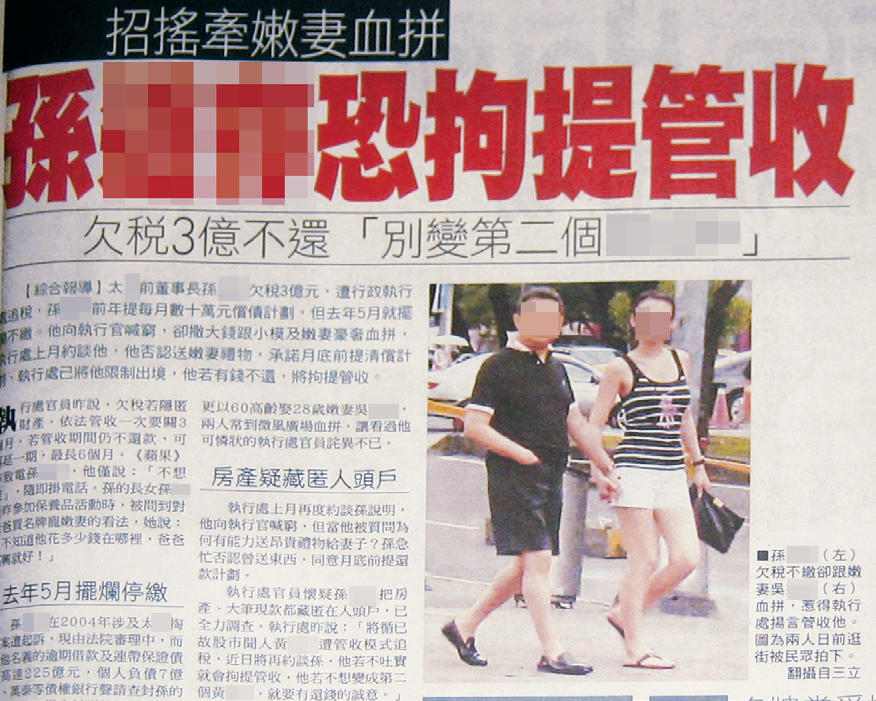 招搖牽嫩妻血拼
孫 恐拘提管收
欠稅3億不還「別變第二個 」
【綜合報導】太 前董事長孫 欠稅3億元，遭行政執行
處追稅，孫 前年提每月數十萬元償債計劃，但去年5月就擺
不繳。他向執行官喊窮，卻撒大錢跟小模及嫩妻豪奢血拼，
執行處上月約談他，他否認送嫩妻禮物，承諾月底前提清償計
，執行處已將他限制出境，他若有錢不還，將拘提管收。
執行處官員昨說，欠稅若隱匿
財產，依法管收一次要關3
月，若管收期間仍不還款，可
延一期，最長6個月。《蘋果》
致電孫 ，他僅說：「不想
」隨即掛電話。孫的長女孫
昨參加保養品活動時，被問到對
爸買名牌寵嫩妻的看法，她說：
不知道他花多少錢在哪裡，爸爸
興就好！」
去年5月擺爛停繳
孫 在2004年涉及太 掏
案遭起訴，現由法院審理中，而
他名義的逾期借款及連帶保證債
高達225億元，個人負債7億
萬泰等債權銀行聲請查封孫的
更以60高齡娶28歲嫩妻吳 ，
兩人常到微風廣場血拼，讓看過他
可憐狀的執行處官員詫異不已。
房產疑藏匿人頭戶
執行處上月再度約談孫說明，
他向執行官喊窮，但當他被質問為
何有能力送昂貴禮物給妻子？孫急
忙否認曾送東西，同意月底前提還
款計劃。
執行處官員懷疑孫 把房
產、大筆現款都藏匿在人頭戶，已
全力調查。執行處昨說：「將循已
故股市聞人黃 遭管收模式追
稅，近日將再約談孫，他若不吐實
就會拘提管收，他若不想變成第二
個黃 ，就要有還錢的誠意。」
■孫 （左）
欠稅不繳卻跟嫩
妻吳 （右）
血拼，惹得執行
處揚言管收他。
圖為兩人日前逛
街被民眾拍下。
翻攝自三立